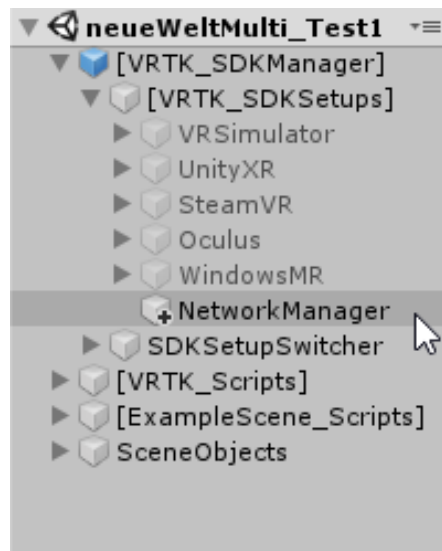 neueWeltMulti_Test1
[VRTK_SDKManager]
[VRTK_SDKSetups]
VRSimulator
UnityXR
SteamVR
Oculus
WindowsMR
NetworkManager
SDKSetupSwitcher
[VRTK_Scripts]
[ExampleScene_Scripts]
SceneObjects